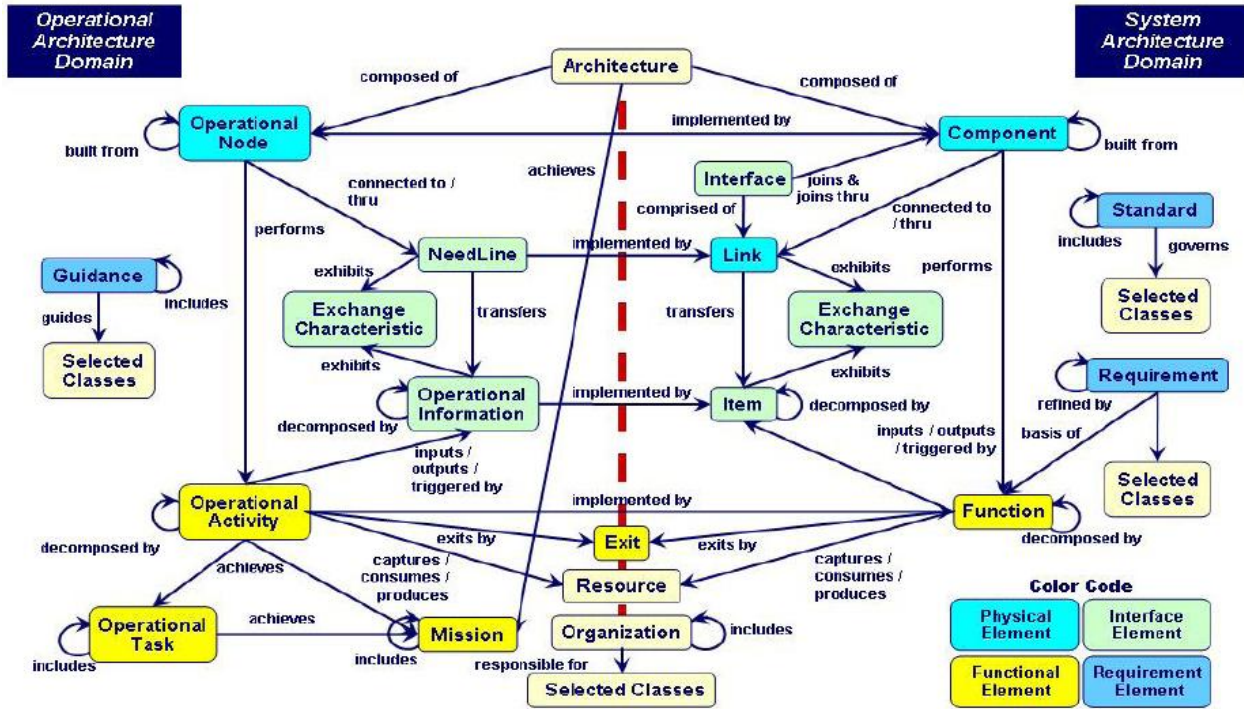 Operational
Architecture
Domain
System
Architecture
Domain
Architecture
composed of
composed of
Operational
Node
built from
implemented by
Component
built from
achieves
Interface
joins &
joins thru
connected to /
thru
comprised of
connected to
/ thru
Standard
includes
governs
performs
NeedLine
implemented by
Link
performs
Guidance
includes
guides
exhibits
exhibits
Selected
Classes
Exchange
Characteristic
transfers
transfers
Exchange
Characteristic
Selected
Classes
exhibits
exhibits
Requirement
refined by
Operational
Information
decomposed by
implemented by
Item
decomposed by
basis of
inputs /
outputs /
triggered by
inputs / outputs
/ triggered by
Selected
Classes
Operational
Activity
decomposed by
implemented by
Function
decomposed by
exits by
Exit
exits by
achieves
captures /
consumes /
produces
Resource
captures /
consumes /
produces
Operational
Task
includes
achieves
Mission
includes
Organization
includes
responsible for
Selected Classes
Color Code
Physical
Element
Interface
Element
Functional
Element
Requirement
Element